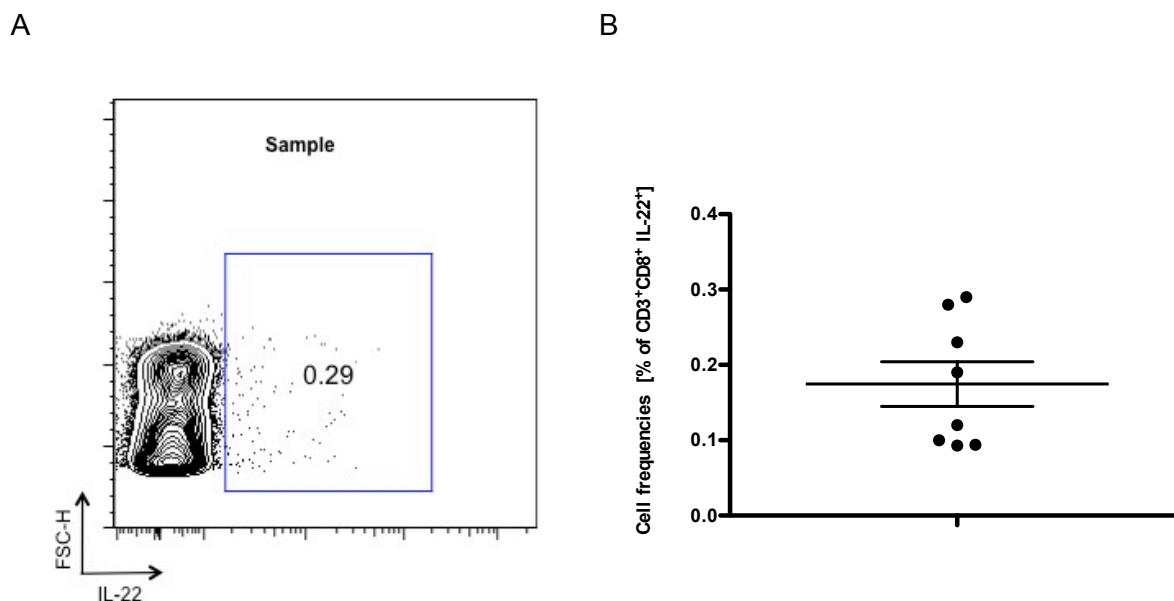 A
B
Sample
0.29
FSC-H
IL-22
Cell frequencies [% of CD3⁺CD8⁺ IL-22⁺]
0.4
0.3
0.2
0.1
0.0